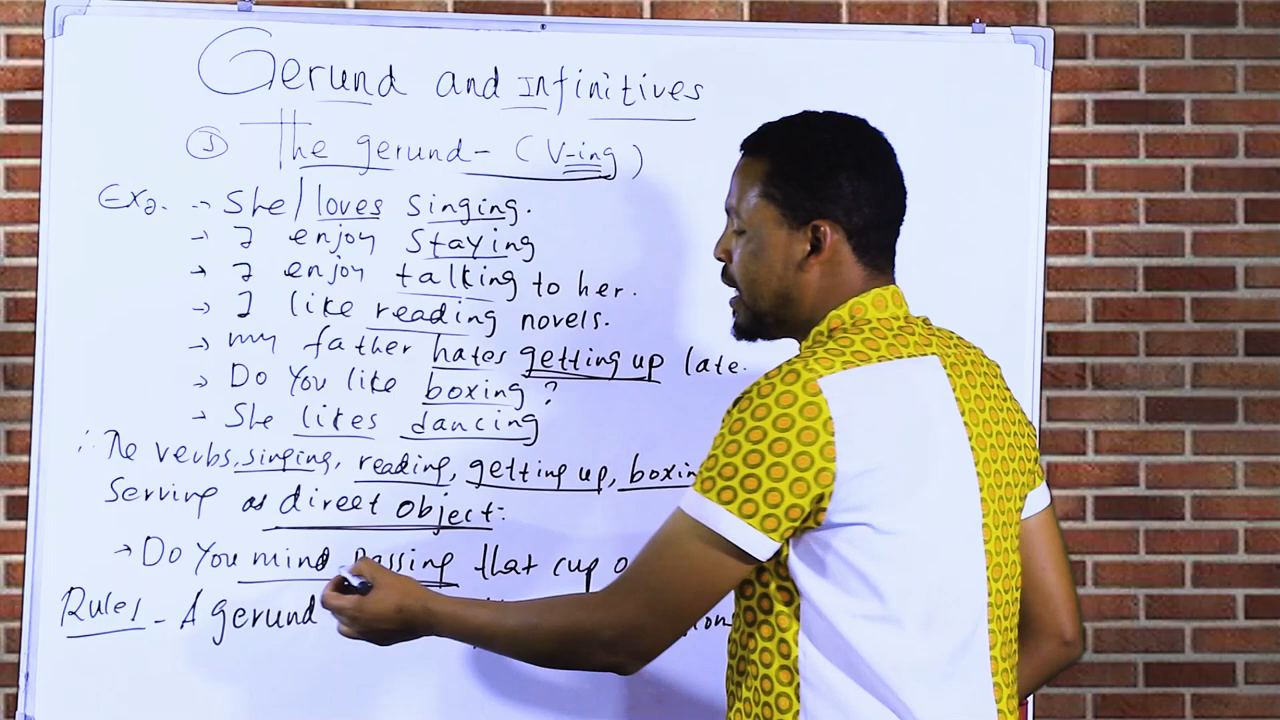 Gerund and Infinitives
① The gerund - (V-ing)
Exa. → She / loves singing.
→ I enjoy staying
→ I enjoy talking to her.
→ I like reading novels.
→ my father hates getting up late.
→ Do You like boxing?
→ She likes dancing
∴ The verbs, singing, reading, getting up, boxin
Serving as direct object:
→ Do You mind passing that cup o
Rules - A gerund